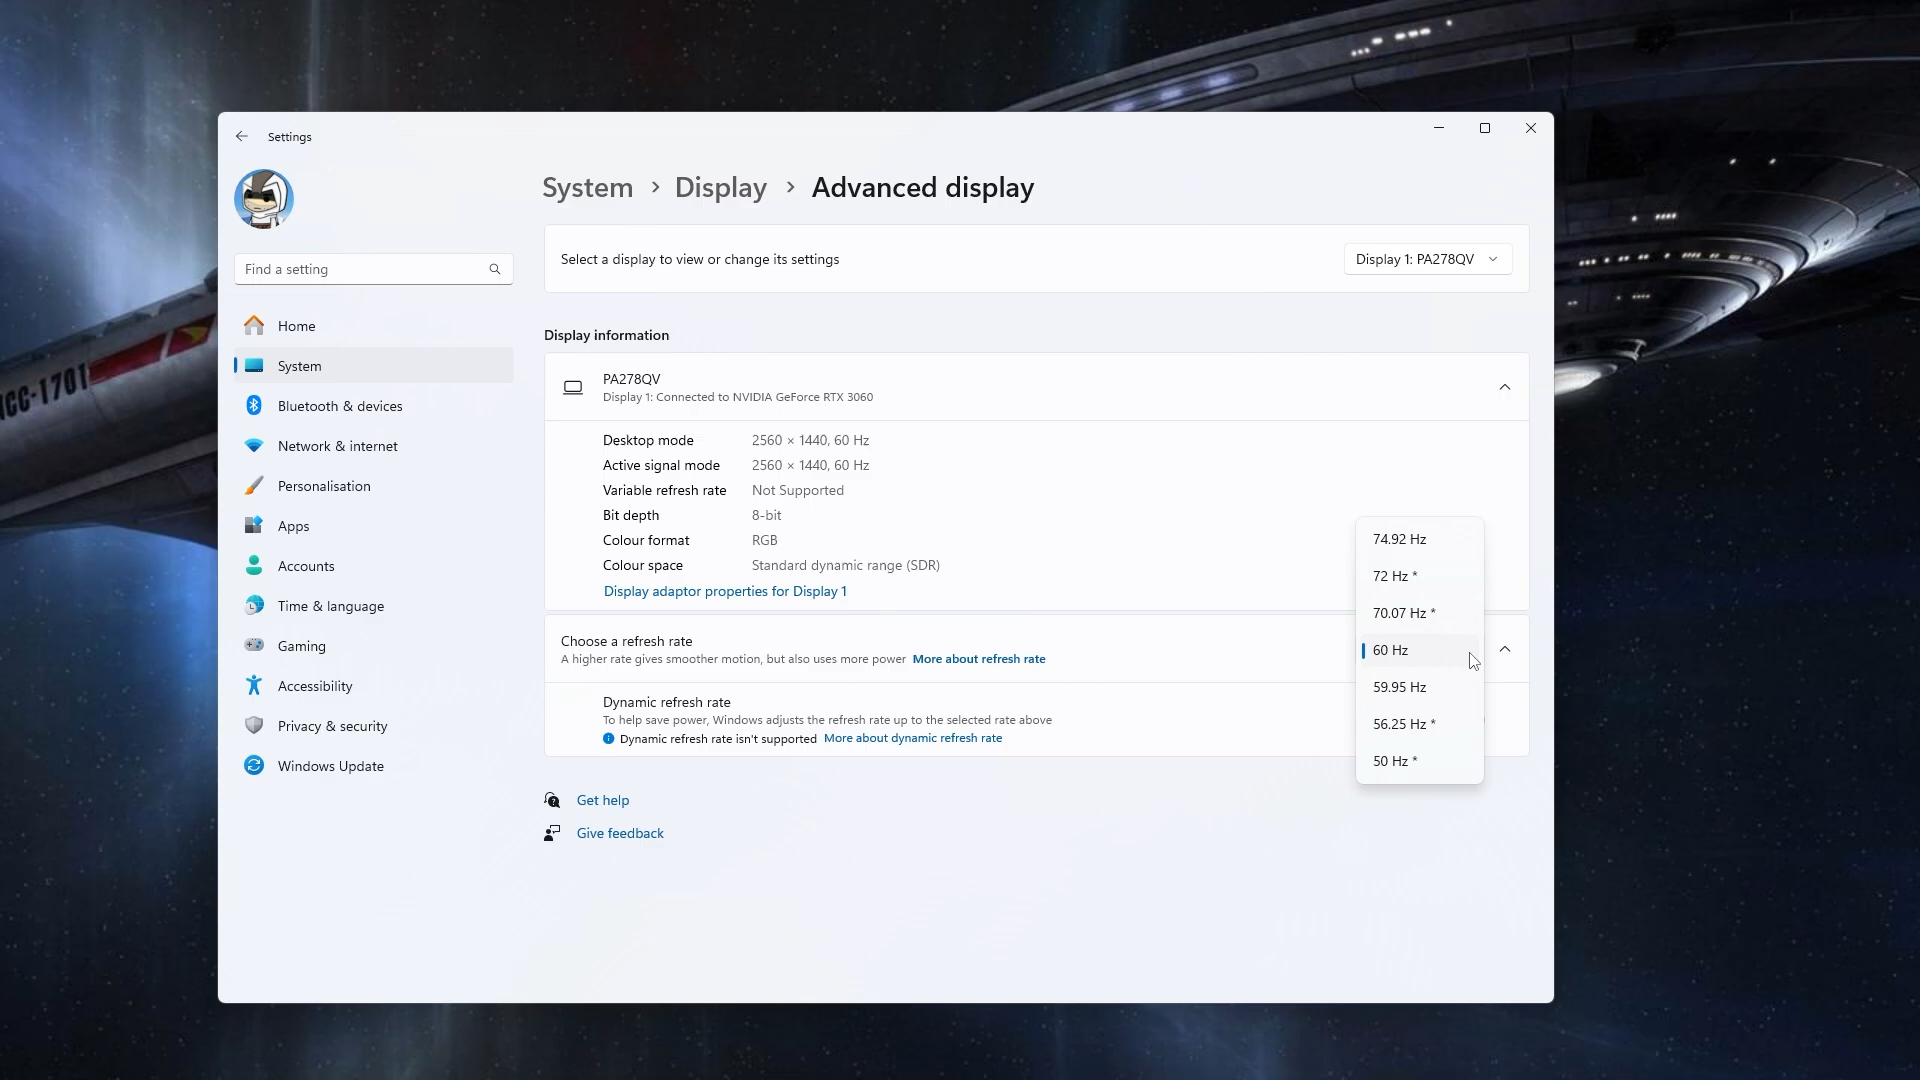 Settings
System > Display > Advanced display
Find a setting
Home
System
Bluetooth & devices
Network & internet
Personalisation
Apps
Accounts
Time & language
Gaming
Accessibility
Privacy & security
Windows Update
Select a display to view or change its settings
Display 1: PA278QV
Display information
PA278QV
Display 1: Connected to NVIDIA GeForce RTX 3060
Desktop mode 2560 × 1440, 60 Hz
Active signal mode 2560 × 1440, 60 Hz
Variable refresh rate Not Supported
Bit depth 8-bit
Colour format RGB
Colour space Standard dynamic range (SDR)
Display adaptor properties for Display 1
Choose a refresh rate
A higher rate gives smoother motion, but also uses more power More about refresh rate
Dynamic refresh rate
To help save power, Windows adjusts the refresh rate up to the selected rate above
Dynamic refresh rate isn't supported More about dynamic refresh rate
74.92 Hz
72 Hz *
70.07 Hz *
60 Hz
59.95 Hz
56.25 Hz *
50 Hz *
Get help
Give feedback
NCC-1701